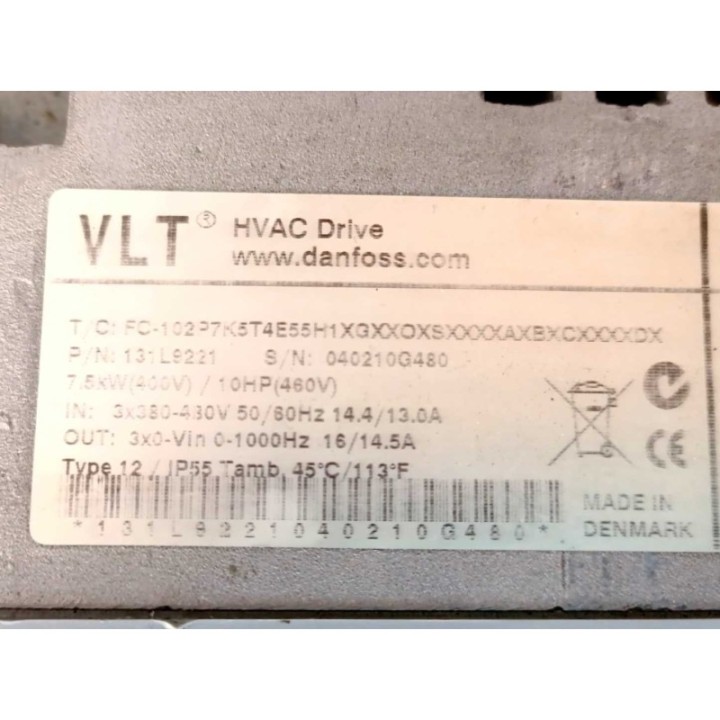 VLT® HVAC Drive
www.danfoss.com
T/C: FC-102P7K5T4E55H1XGXXOXSXXXXAXBXCXXXXDX
P/N: 131L9221 S/N: 040210G480
7.5kW(400V) / 10HP(460V)
IN: 3x380-480V 50/60Hz 14.4/13.0A
OUT: 3x0-Vin 0-1000Hz 16/14.5A
Type 12 / IP55 Tamb. 45°C/113°F
*131L9221040210G480*
MADE IN
DENMARK
CE